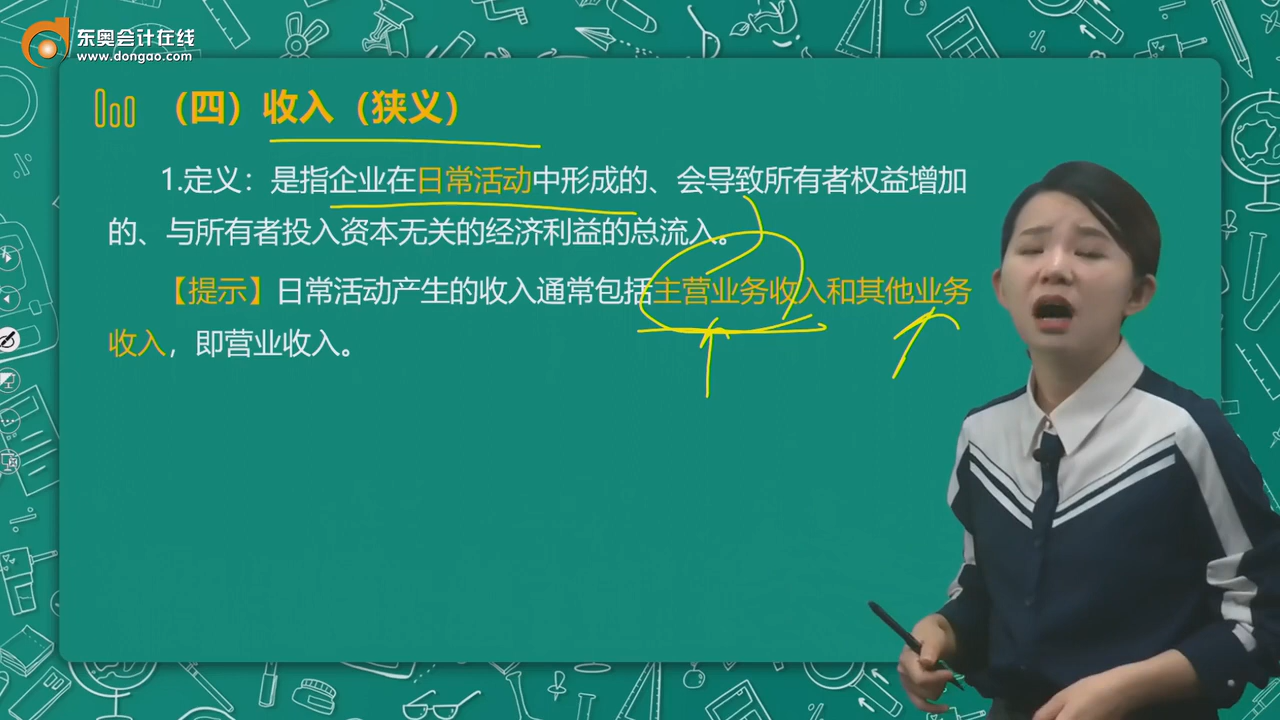 东奥会计在线
www.dongao.com
（四）收入（狭义）
1.定义：是指企业在日常活动中形成的、会导致所有者权益增加
的、与所有者投入资本无关的经济利益的总流入。
【提示】日常活动产生的收入通常包括主营业务收入和其他业务
收入，即营业收入。